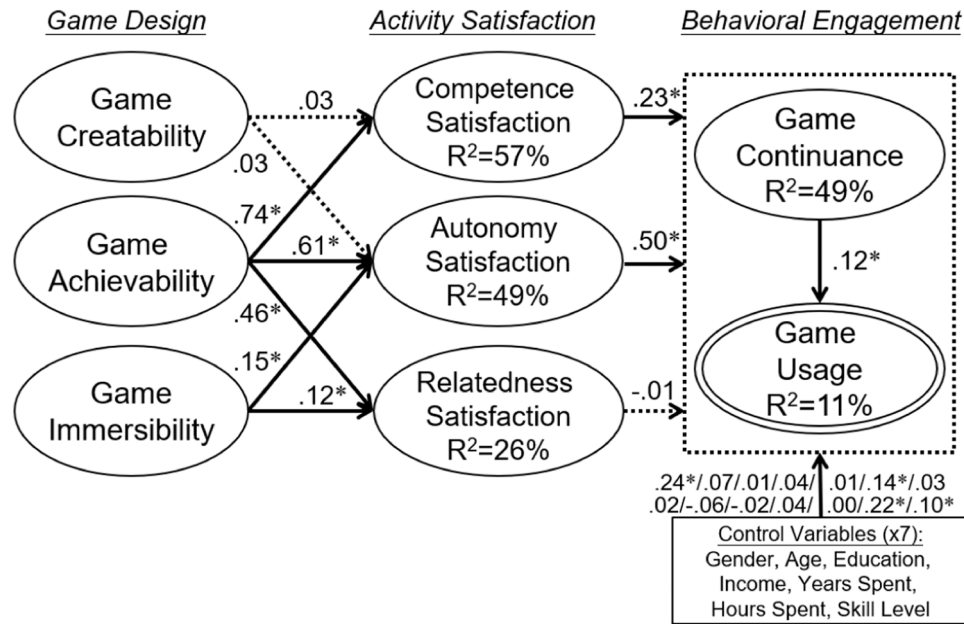 Game Design
Activity Satisfaction
Behavioral Engagement
Game
Creatability
Game
Achievability
Game
Immersibility
.03
.03
.74*
.61*
.46*
.15*
.12*
Competence
Satisfaction
R²=57%
Autonomy
Satisfaction
R²=49%
Relatedness
Satisfaction
R²=26%
.23*
.50*
-.01
Game
Continuance
R²=49%
.12*
Game
Usage
R²=11%
.24*/.07/.01/.04/ .01/.14*/.03
.02/-.06/-.02/.04/ .00/.22*/.10*
Control Variables (x7):
Gender, Age, Education,
Income, Years Spent,
Hours Spent, Skill Level